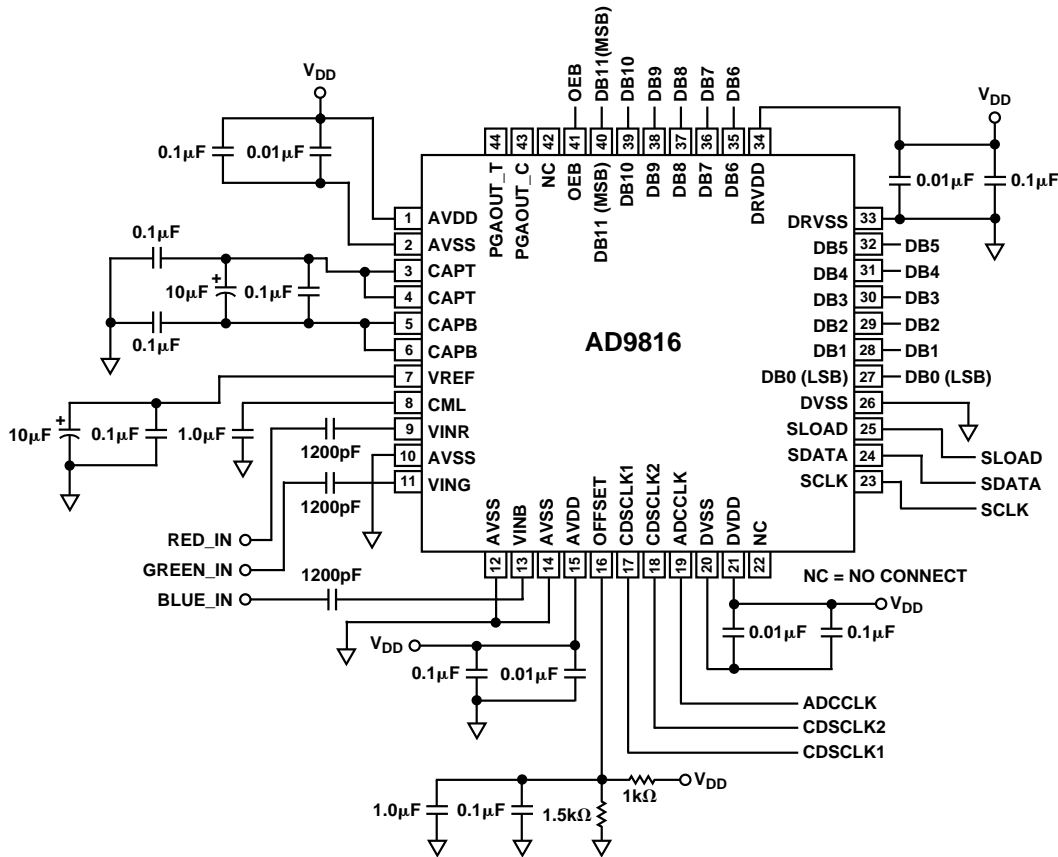 OEB
DB11(MSB)
DB10
DB9
DB8
DB7
DB6
VDD
VDD
0.1µF
0.01µF
0.01µF
0.1µF
44
43
42
41
40
39
38
37
36
35
34
PGAOUT_T
PGAOUT_C
NC
OEB
DB11 (MSB)
DB10
DB9
DB8
DB7
DB6
DRVDD
1
AVDD
2
AVSS
3
CAPT
4
CAPT
5
CAPB
6
CAPB
7
VREF
8
CML
9
VINR
10
AVSS
11
VING
0.1µF
10µF
+
0.1µF
0.1µF
10µF
+
0.1µF
1.0µF
1200pF
1200pF
RED_IN
GREEN_IN
BLUE_IN
1200pF
AD9816
DRVSS
33
DB5
32
DB5
DB4
31
DB4
DB3
30
DB3
DB2
29
DB2
DB1
28
DB1
DB0 (LSB)
27
DB0 (LSB)
DVSS
26
SLOAD
25
SLOAD
SDATA
24
SDATA
SCLK
23
SCLK
AVSS
VINB
AVSS
AVDD
OFFSET
CDSCLK1
CDSCLK2
ADCCLK
DVSS
DVDD
NC
12
13
14
15
16
17
18
19
20
21
22
NC = NO CONNECT
VDD
0.01µF
0.1µF
VDD
0.1µF
0.01µF
ADCCLK
CDSCLK2
CDSCLK1
VDD
1kΩ
1.0µF
0.1µF
1.5kΩ